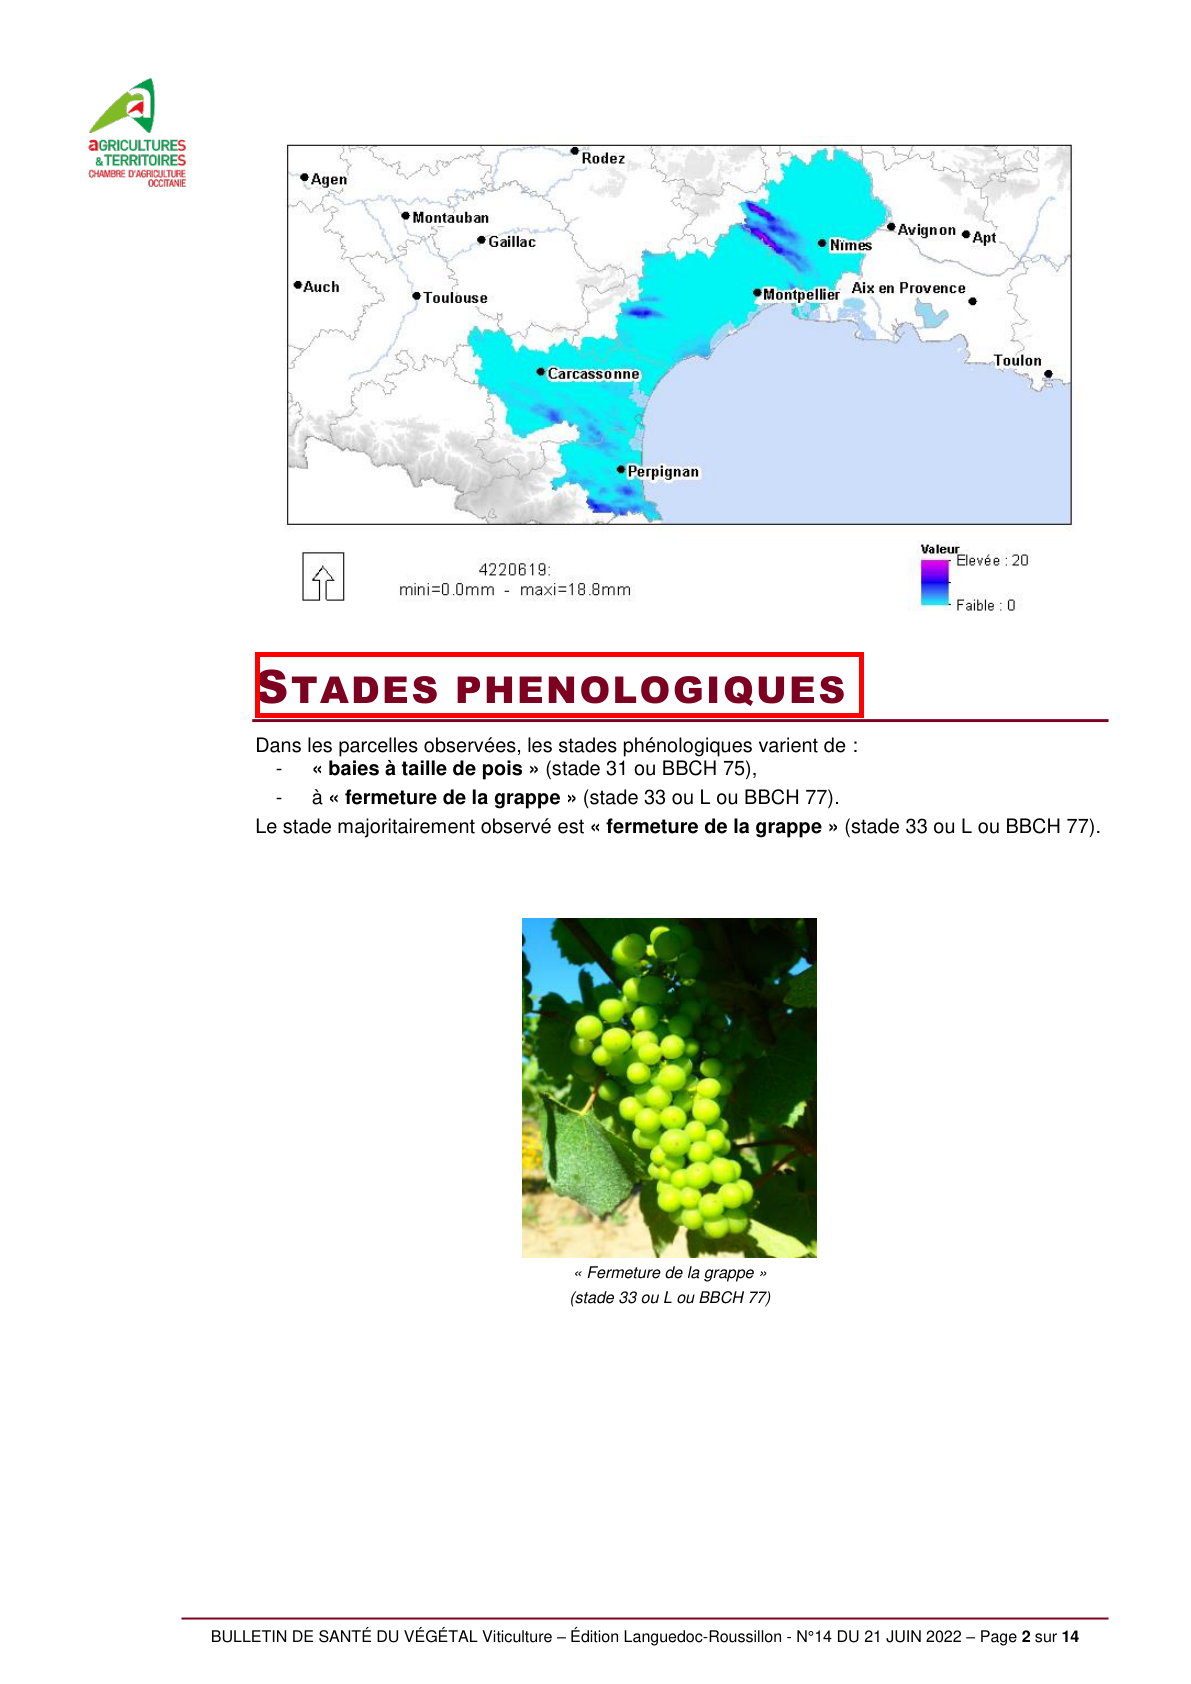 aGRICULTURES
& TERRITOIRES
CHAMBRE D'AGRICULTURE
OCCITANIE
Rodez
Agen
Montauban
Gaillac
Avignon
Apt
Nîmes
Auch
Toulouse
Montpellier
Aix en Provence
Toulon
Carcassonne
Perpignan
4220619:
mini=0.0mm - maxi=18.8mm
Valeur
Elevée : 20
Faible : 0
STADES PHENOLOGIQUES
Dans les parcelles observées, les stades phénologiques varient de :
- « baies à taille de pois » (stade 31 ou BBCH 75),
- à « fermeture de la grappe » (stade 33 ou L ou BBCH 77).
Le stade majoritairement observé est « fermeture de la grappe » (stade 33 ou L ou BBCH 77).
« Fermeture de la grappe »
(stade 33 ou L ou BBCH 77)
BULLETIN DE SANTÉ DU VÉGÉTAL Viticulture – Édition Languedoc-Roussillon - N°14 DU 21 JUIN 2022 – Page 2 sur 14